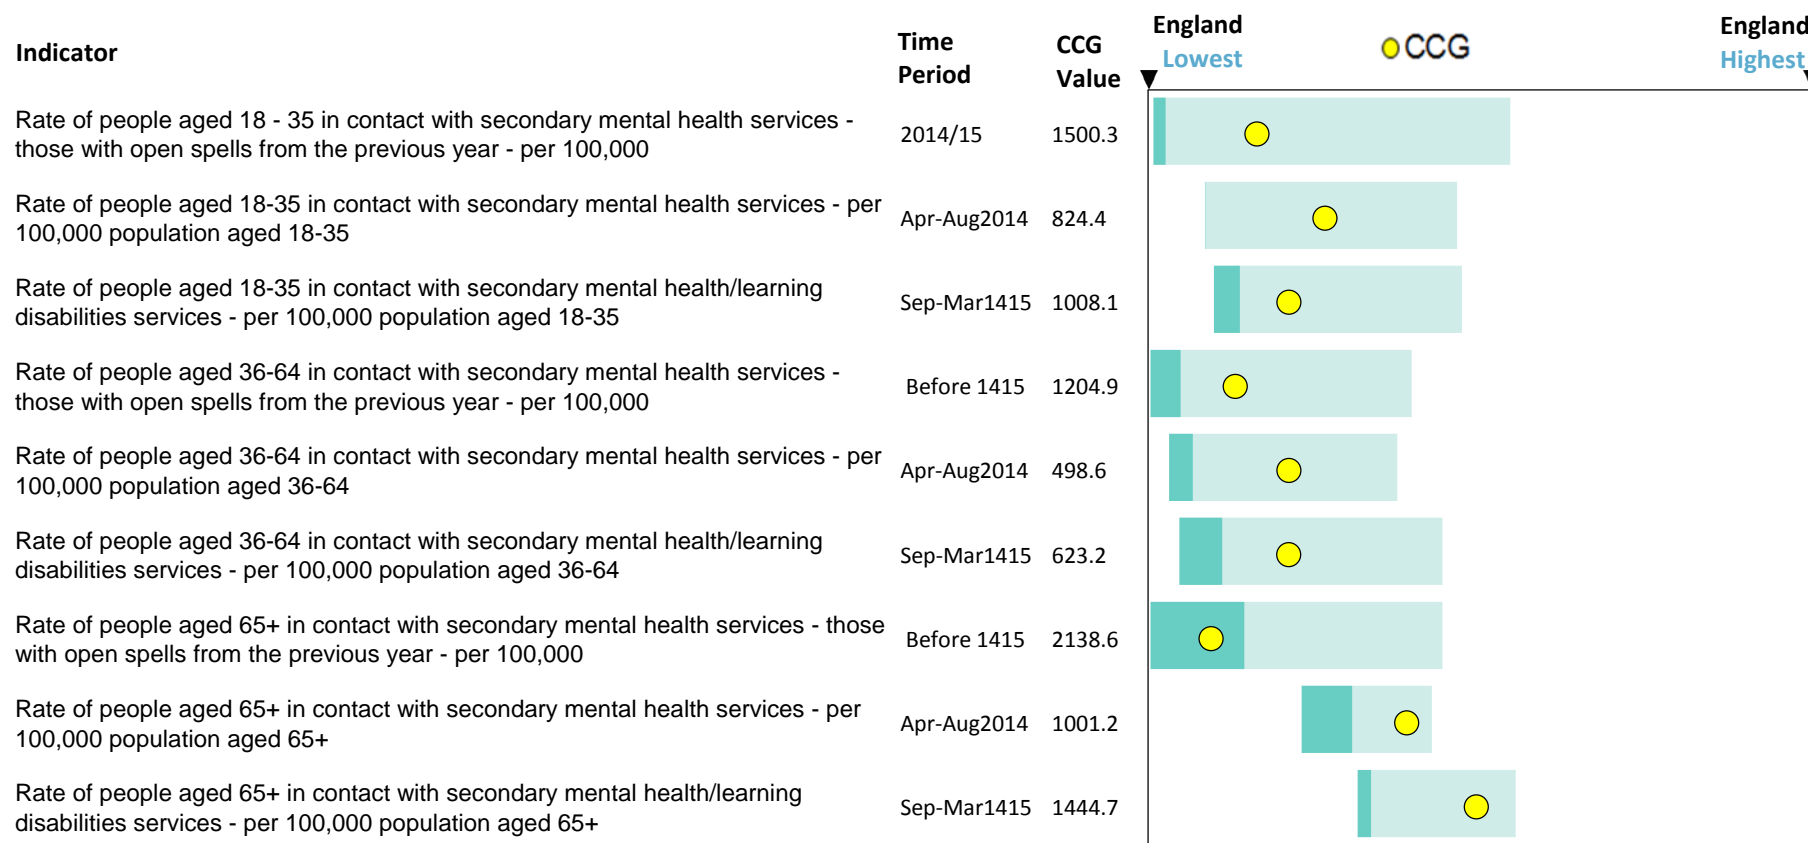 Indicator
Time
Period
CCG
Value
England
Lowest
CCG
England
Highest
Rate of people aged 18 - 35 in contact with secondary mental health services -
those with open spells from the previous year - per 100,000
2014/15
1500.3
Rate of people aged 18-35 in contact with secondary mental health services - per
100,000 population aged 18-35
Apr-Aug2014
824.4
Rate of people aged 18-35 in contact with secondary mental health/learning
disabilities services - per 100,000 population aged 18-35
Sep-Mar1415
1008.1
Rate of people aged 36-64 in contact with secondary mental health services -
those with open spells from the previous year - per 100,000
Before 1415
1204.9
Rate of people aged 36-64 in contact with secondary mental health services - per
100,000 population aged 36-64
Apr-Aug2014
498.6
Rate of people aged 36-64 in contact with secondary mental health/learning
disabilities services - per 100,000 population aged 36-64
Sep-Mar1415
623.2
Rate of people aged 65+ in contact with secondary mental health services - those
with open spells from the previous year - per 100,000
Before 1415
2138.6
Rate of people aged 65+ in contact with secondary mental health services - per
100,000 population aged 65+
Apr-Aug2014
1001.2
Rate of people aged 65+ in contact with secondary mental health/learning
disabilities services - per 100,000 population aged 65+
Sep-Mar1415
1444.7